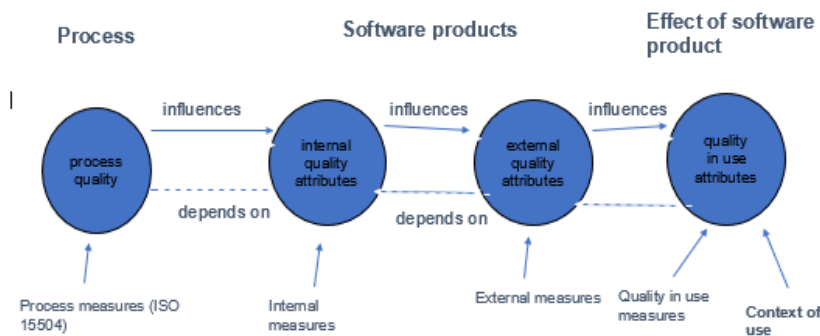 Process
Software products
Effect of software
product
influences
influences
influences
process
quality
internal
quality
attributes
external
quality
attributes
quality
in use
attributes
depends on
depends on
Process measures (ISO
15504)
Internal
measures
External measures
Quality in use
measures
Context of
use